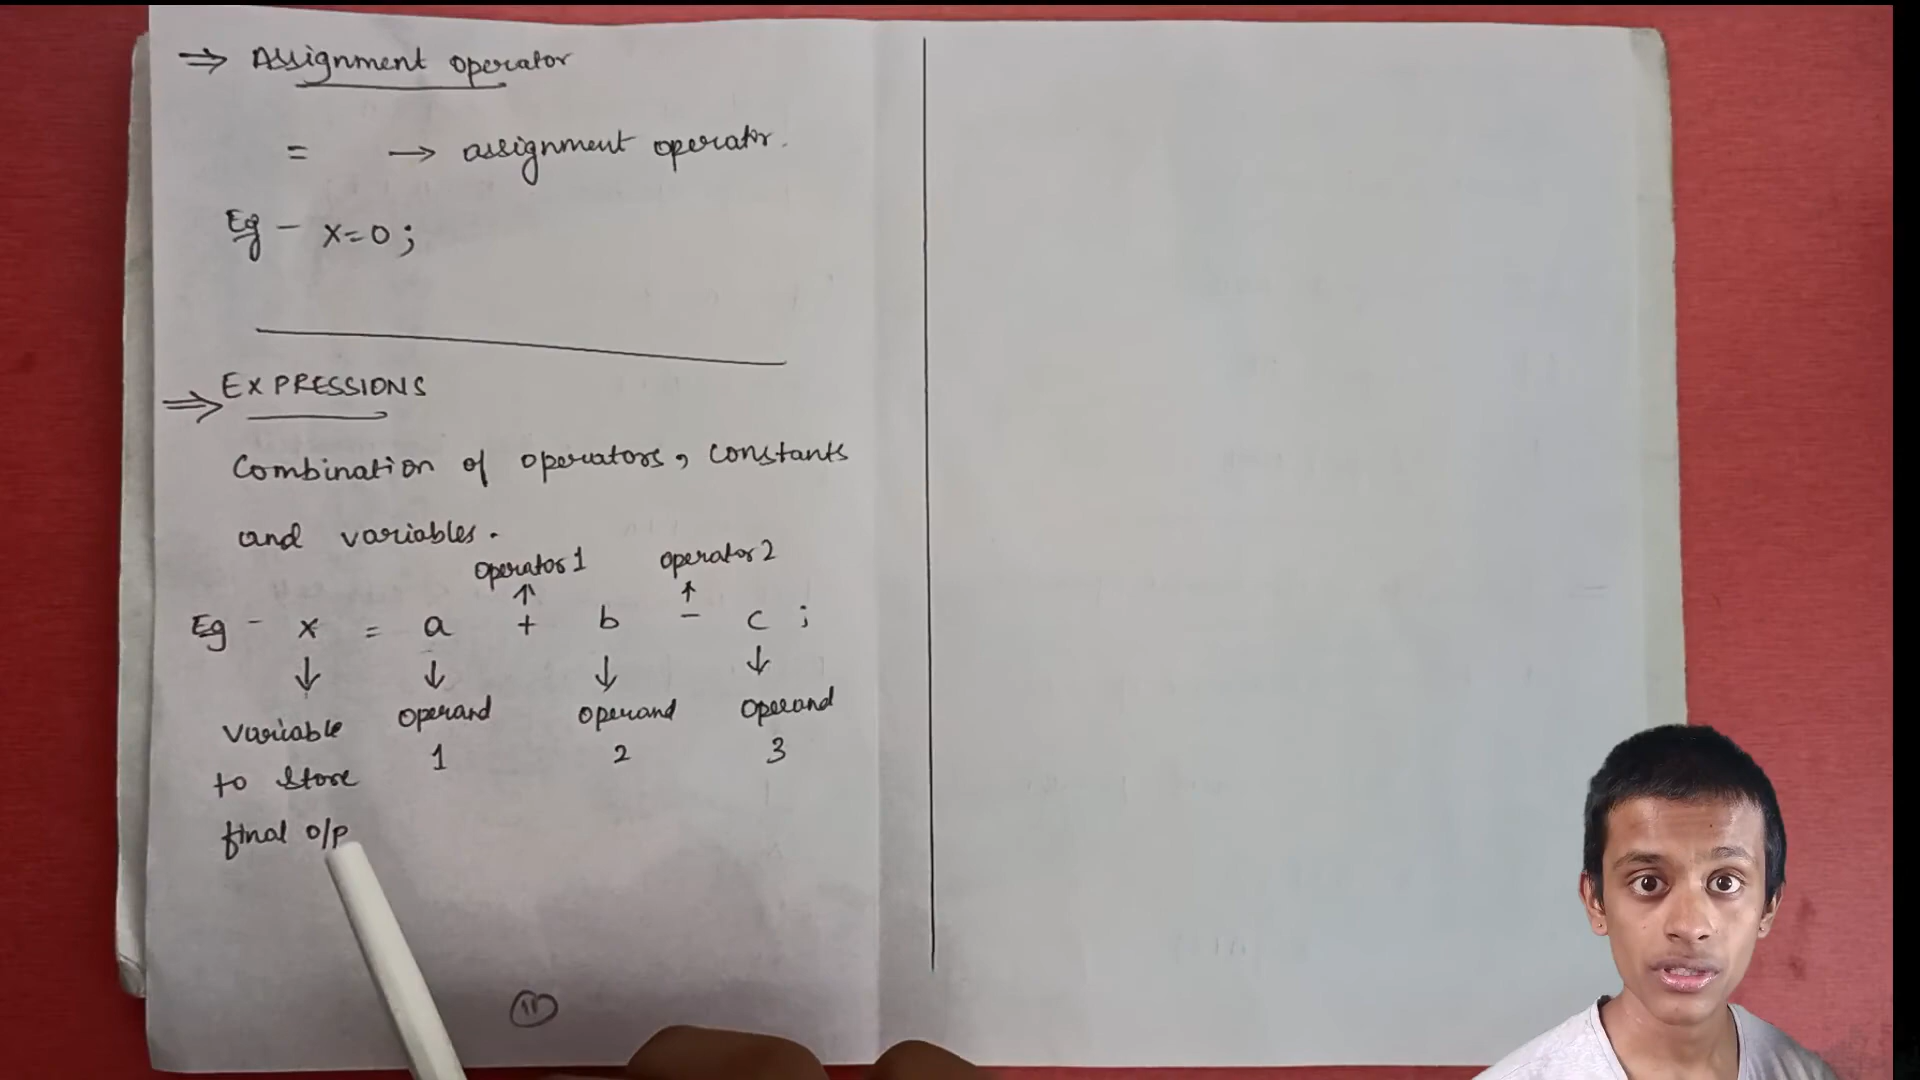 ⇒ Assignment operator
= → assignment operator.
Eg - x=0;
⇒ EXPRESSIONS
Combination of operators, constants
and variables.
operator 1 operator 2
↑ ↑
Eg - x = a + b - c ;
↓ ↓ ↓ ↓
Variable operand operand operand
1 2 3
to store
final o/p
11